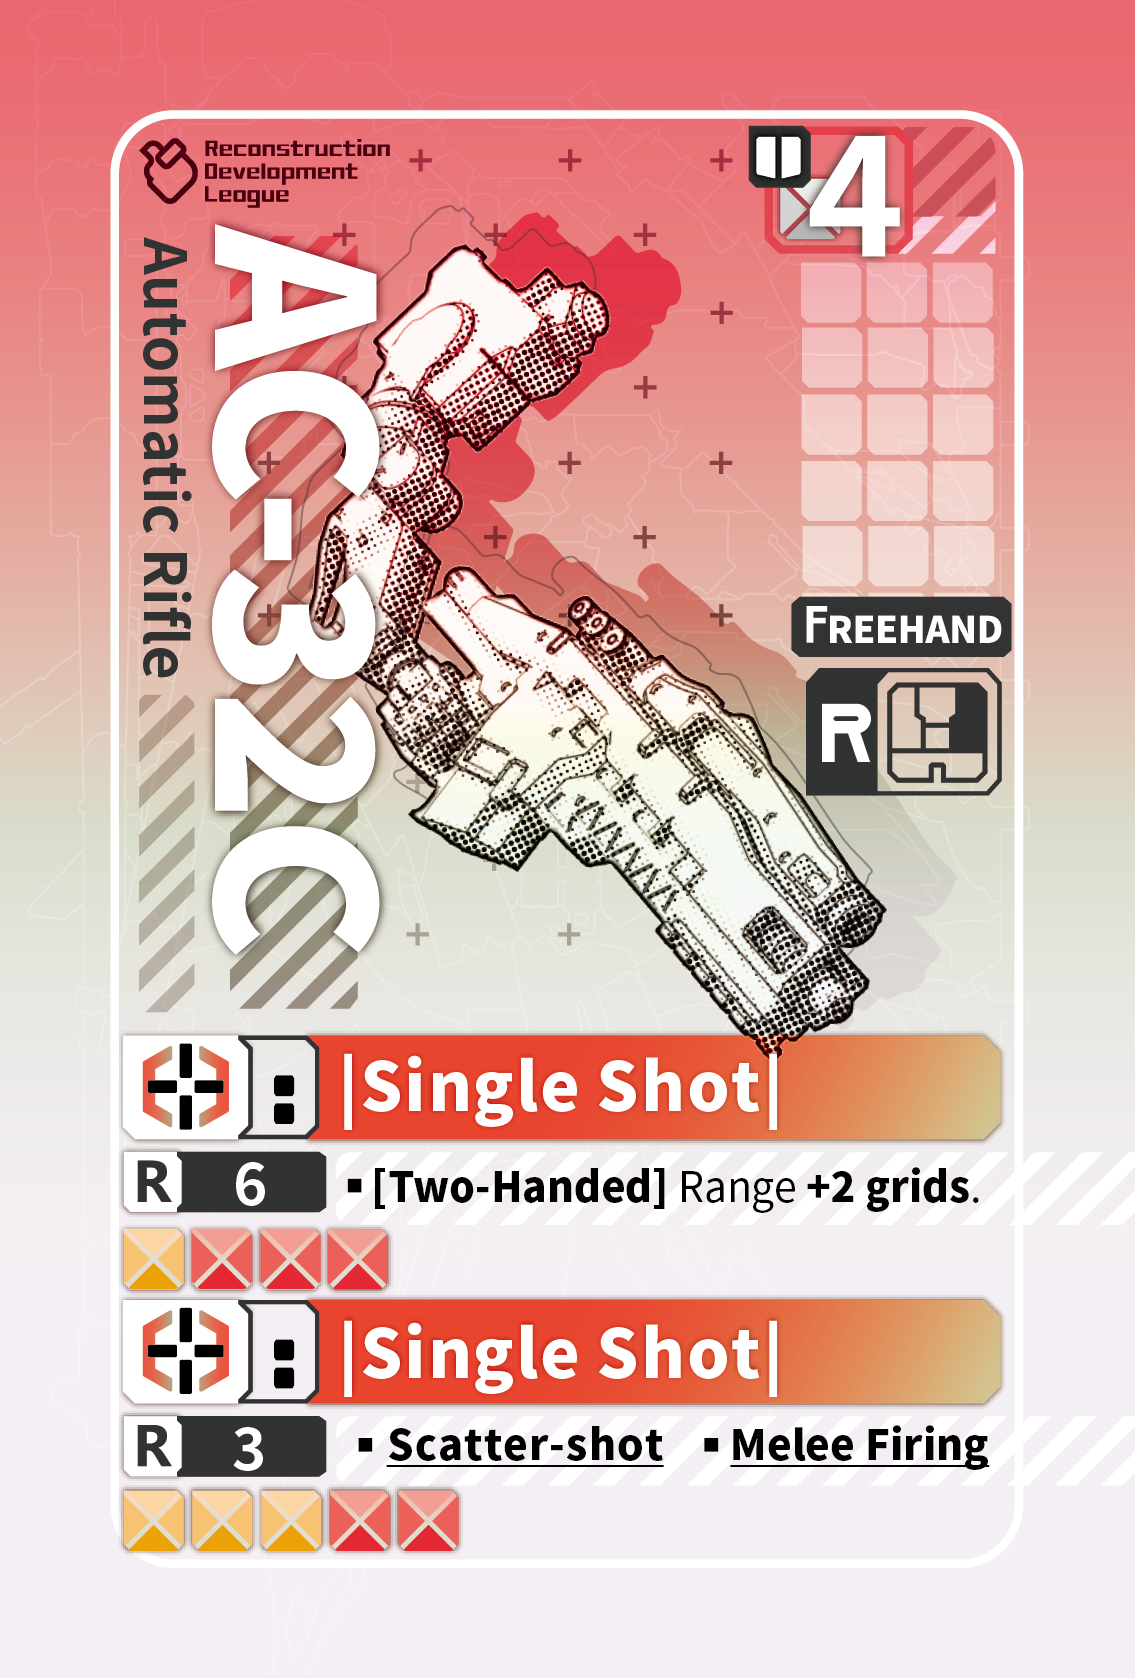 Reconstruction
Development
League
4
Automatic Rifle
AC-32C
FREEHAND
R
|Single Shot|
R 6 ▪ [Two-Handed] Range +2 grids.
|Single Shot|
R 3 ▪ Scatter-shot ▪ Melee Firing